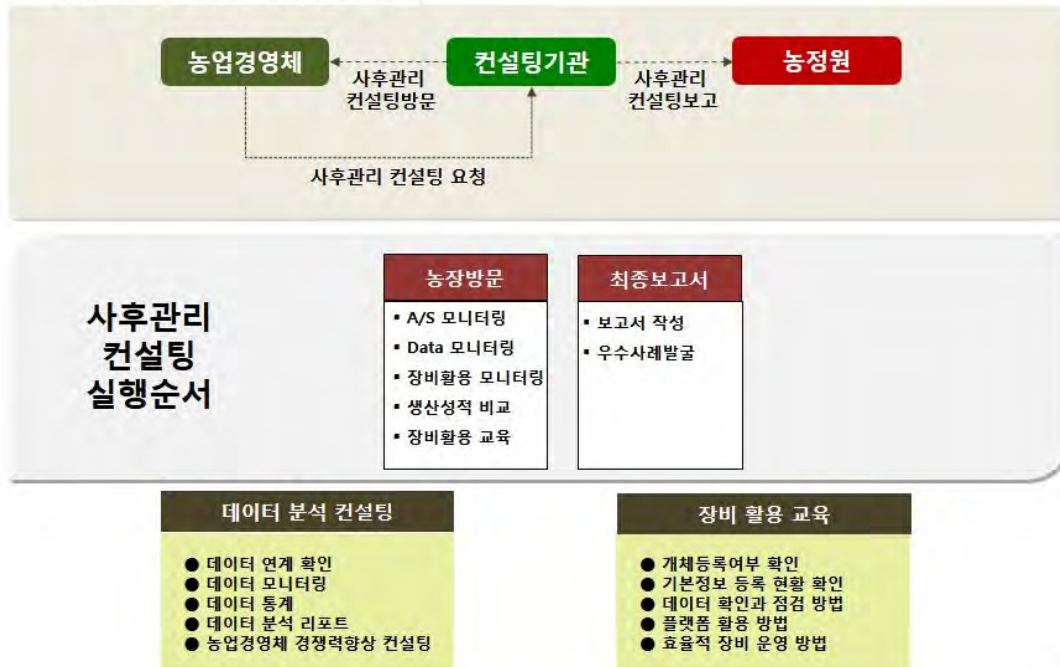 농업경영체
컨설팅기관
농정원
사후관리
컨설팅방문
사후관리
컨설팅보고
사후관리 컨설팅 요청
사후관리
컨설팅
실행순서
농장방문
▪ A/S 모니터링
▪ Data 모니터링
▪ 장비활용 모니터링
▪ 생산성적 비교
▪ 장비활용 교육
최종보고서
▪ 보고서 작성
▪ 우수사례발굴
데이터 분석 컨설팅
● 데이터 연계 확인
● 데이터 모니터링
● 데이터 통계
● 데이터 분석 리포트
● 농업경영체 경쟁력향상 컨설팅
장비 활용 교육
● 개체등록여부 확인
● 기본정보 등록 현황 확인
● 데이터 확인과 점검 방법
● 플랫폼 활용 방법
● 효율적 장비 운영 방법